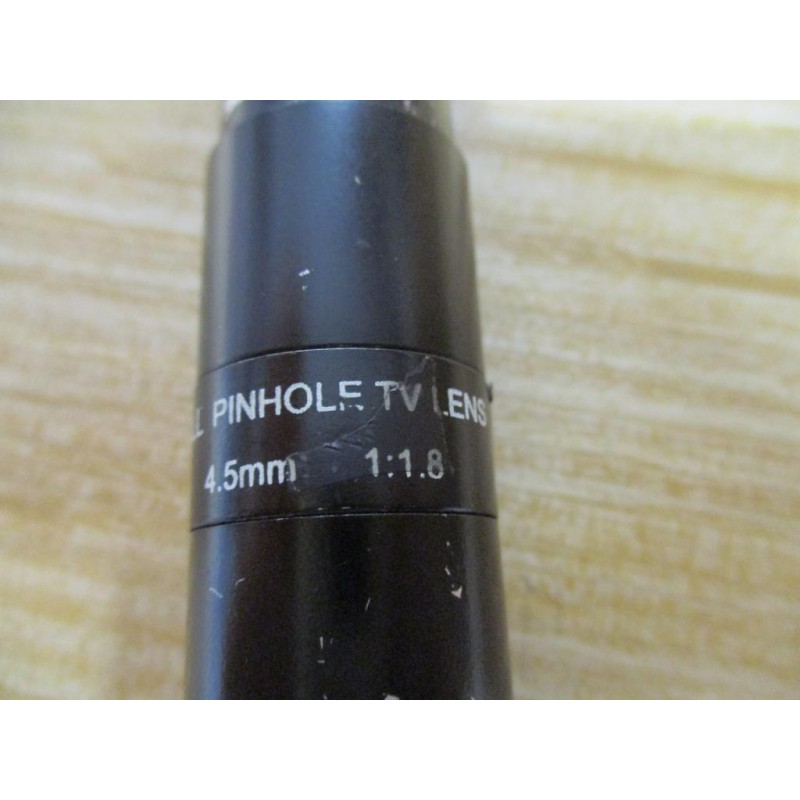 PINHOLE TV LENS
4.5mm 1:1.8